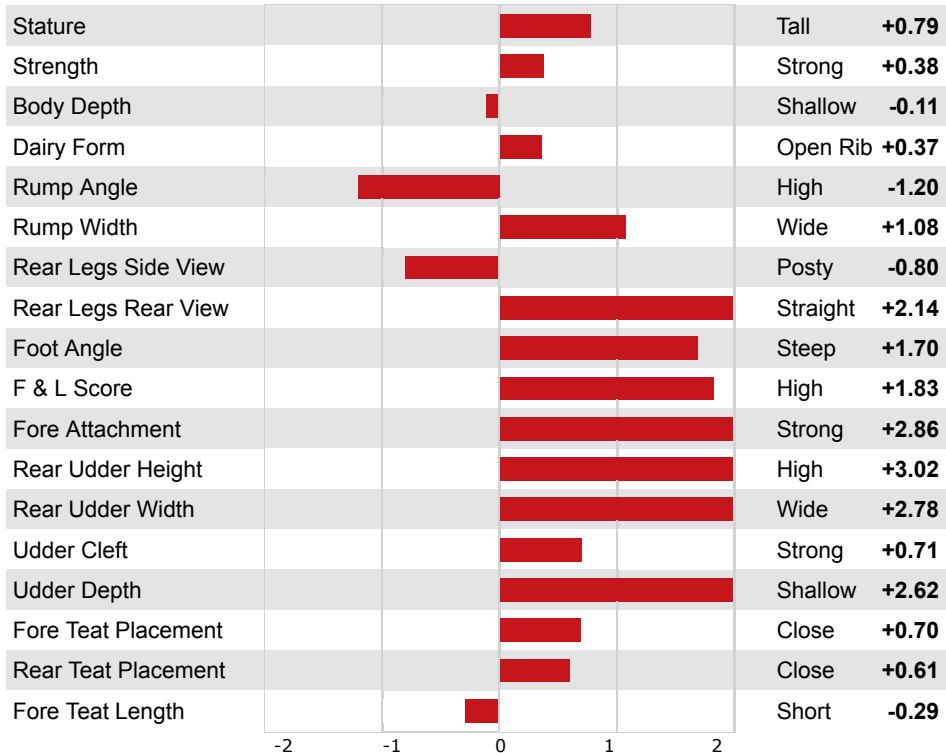 Stature Tall +0.79
Strength Strong +0.38
Body Depth Shallow -0.11
Dairy Form Open Rib +0.37
Rump Angle High -1.20
Rump Width Wide +1.08
Rear Legs Side View Posty -0.80
Rear Legs Rear View Straight +2.14
Foot Angle Steep +1.70
F & L Score High +1.83
Fore Attachment Strong +2.86
Rear Udder Height High +3.02
Rear Udder Width Wide +2.78
Udder Cleft Strong +0.71
Udder Depth Shallow +2.62
Fore Teat Placement Close +0.70
Rear Teat Placement Close +0.61
Fore Teat Length Short -0.29
-2 -1 0 1 2